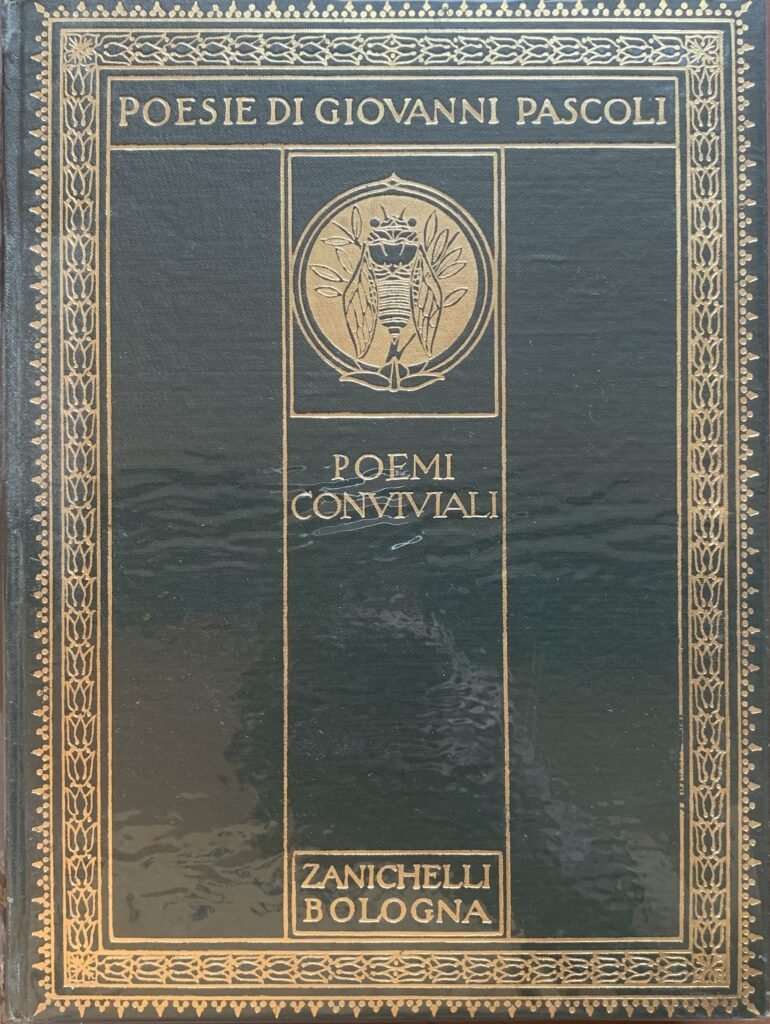 POESIE DI GIOVANNI PASCOLI
POEMI
CONVIVIALI
ZANICHELLI
BOLOGNA